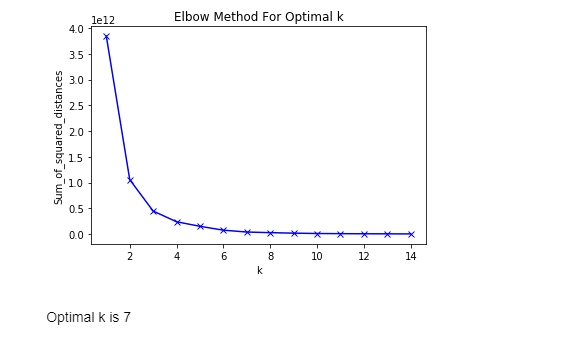 Elbow Method For Optimal k
1e12
4.0
3.5
3.0
2.5
2.0
1.5
1.0
0.5
0.0
Sum_of_squared_distances
2 4 6 8 10 12 14
k
Optimal k is 7